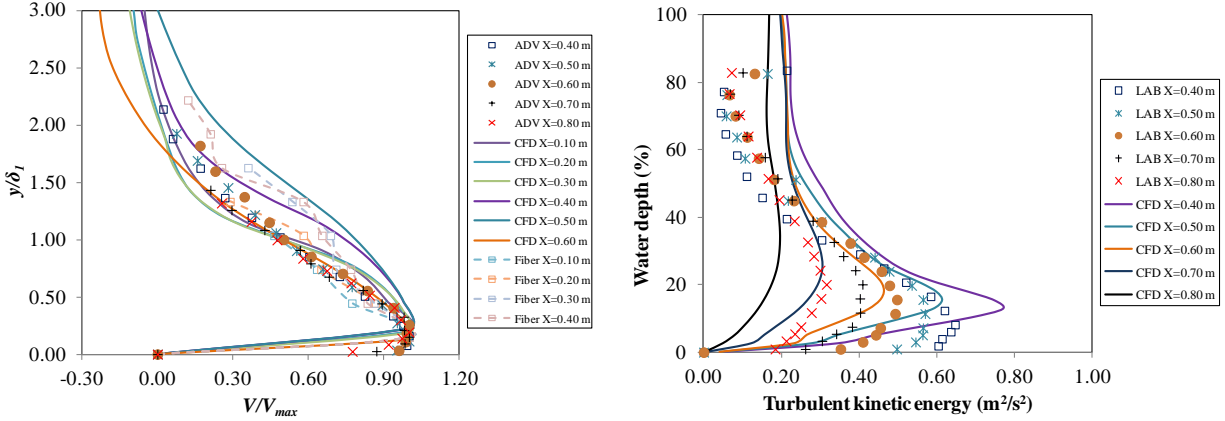 3.00
2.50
2.00
1.50
1.00
0.50
0.00
-0.30
0.00
0.30
0.60
0.90
1.20
y/δ1
V/Vmax
ADV X=0.40 m
ADV X=0.50 m
ADV X=0.60 m
ADV X=0.70 m
ADV X=0.80 m
CFD X=0.10 m
CFD X=0.20 m
CFD X=0.30 m
CFD X=0.40 m
CFD X=0.50 m
CFD X=0.60 m
Fiber X=0.10 m
Fiber X=0.20 m
Fiber X=0.30 m
Fiber X=0.40 m
100
80
60
40
20
0
0.00
0.20
0.40
0.60
0.80
1.00
Water depth (%)
Turbulent kinetic energy (m²/s²)
LAB X=0.40 m
LAB X=0.50 m
LAB X=0.60 m
LAB X=0.70 m
LAB X=0.80 m
CFD X=0.40 m
CFD X=0.50 m
CFD X=0.60 m
CFD X=0.70 m
CFD X=0.80 m